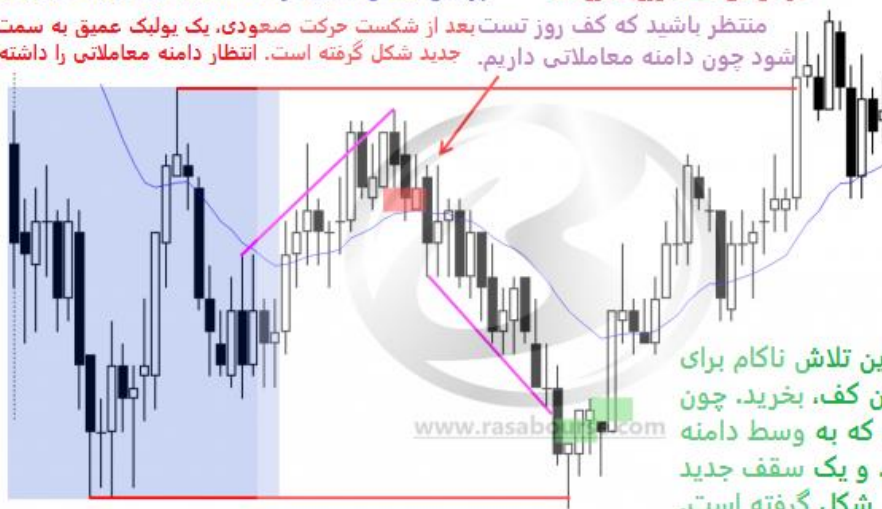 منتظر باشید که کف روز تست
شود چون دامنه معاملاتی داریم.
بعد از شکست حرکت صعودی، یک پولبک عمیق به سمت
جدید شکل گرفته است. انتظار دامنه معاملاتی را داشته
تلاش ناکام برای
کف، بخرید، چون
که به وسط دامنه
و یک سقف جدید
شکل گرفته است.
www.rasabourse.com